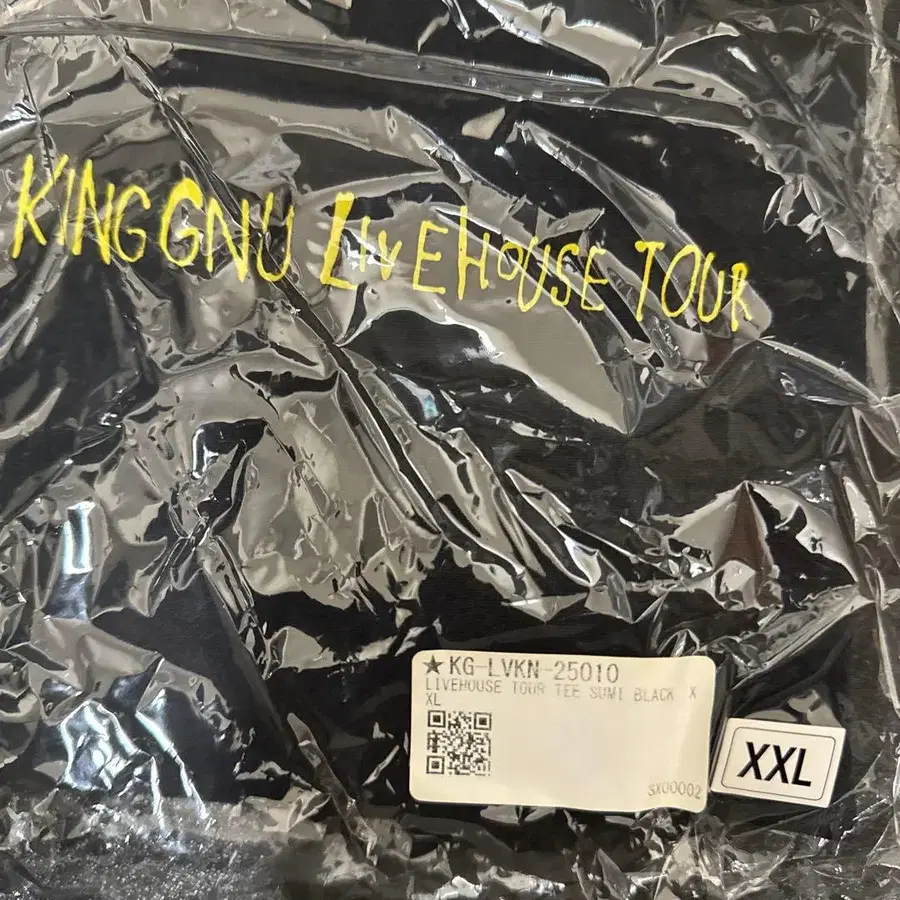 KING GNU LIVEHOUSE TOUR
★KG-LVKN-25010
LIVEHOUSE TOUR TEE SUMI BLACK X
XL
SX00002
XXL